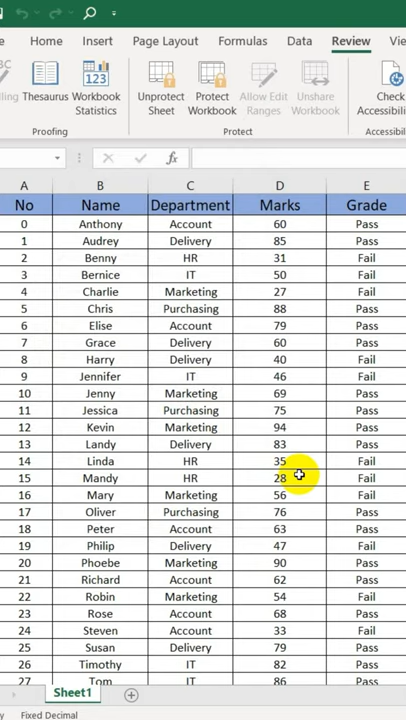 Home Insert Page Layout Formulas Data Review Vie
ABC
123
lling Thesaurus Workbook Statistics Unprotect Sheet Protect Workbook Allow Edit Ranges Unshare Workbook Check Accessibili
Proofing Protect Accessibil
fx
A B C D E
No Name Department Marks Grade
0 Anthony Account 60 Pass
1 Audrey Delivery 85 Pass
2 Benny HR 31 Fail
3 Bernice IT 50 Fail
4 Charlie Marketing 27 Fail
5 Chris Purchasing 88 Pass
6 Elise Account 79 Pass
7 Grace Delivery 60 Pass
8 Harry Delivery 40 Fail
9 Jennifer IT 46 Fail
10 Jenny Marketing 69 Pass
11 Jessica Purchasing 75 Pass
12 Kevin Marketing 94 Pass
13 Landy Delivery 83 Pass
14 Linda HR 35 Fail
15 Mandy HR 28 Fail
16 Mary Marketing 56 Fail
17 Oliver Purchasing 76 Pass
18 Peter Account 63 Pass
19 Philip Delivery 47 Fail
20 Phoebe Marketing 90 Pass
21 Richard Account 62 Pass
22 Robin Marketing 54 Fail
23 Rose Account 68 Pass
24 Steven Account 33 Fail
25 Susan Delivery 79 Pass
26 Timothy IT 82 Pass
27 Tom IT 86 Pass
Sheet1
y Fixed Decimal